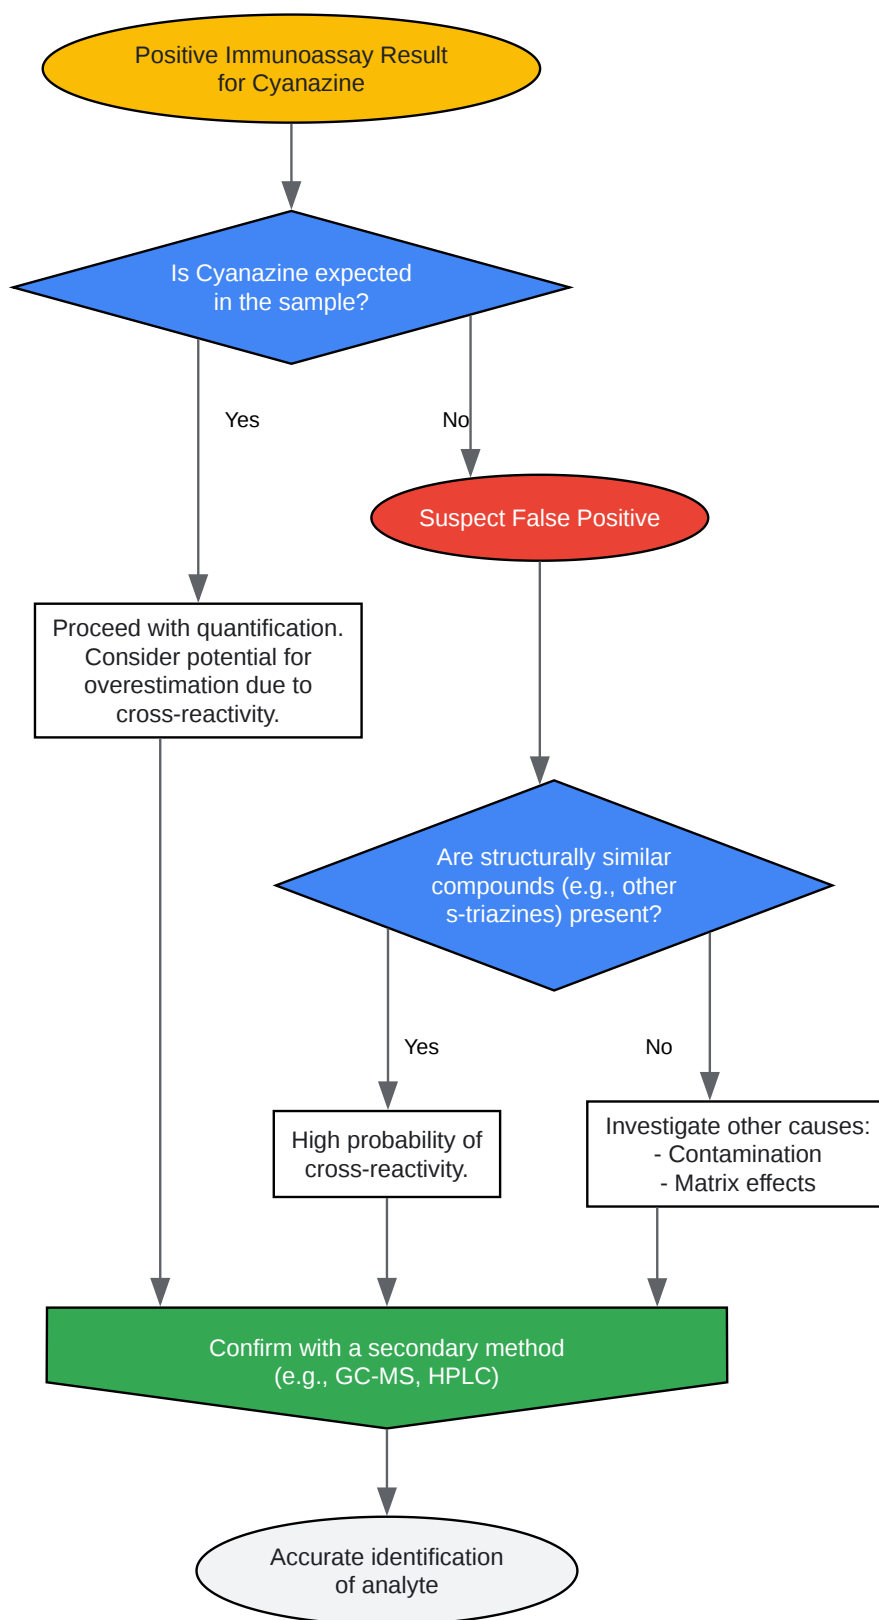 Positive Immunoassay Result
for Cyanazine
Is Cyanazine expected
in the sample?
Yes
No
Suspect False Positive
Proceed with quantification.
Consider potential for
overestimation due to
cross-reactivity.
Are structurally similar
compounds (e.g., other
s-triazines) present?
Yes
No
High probability of
cross-reactivity.
Investigate other causes:
- Contamination
- Matrix effects
Confirm with a secondary method
(e.g., GC-MS, HPLC)
Accurate identification
of analyte